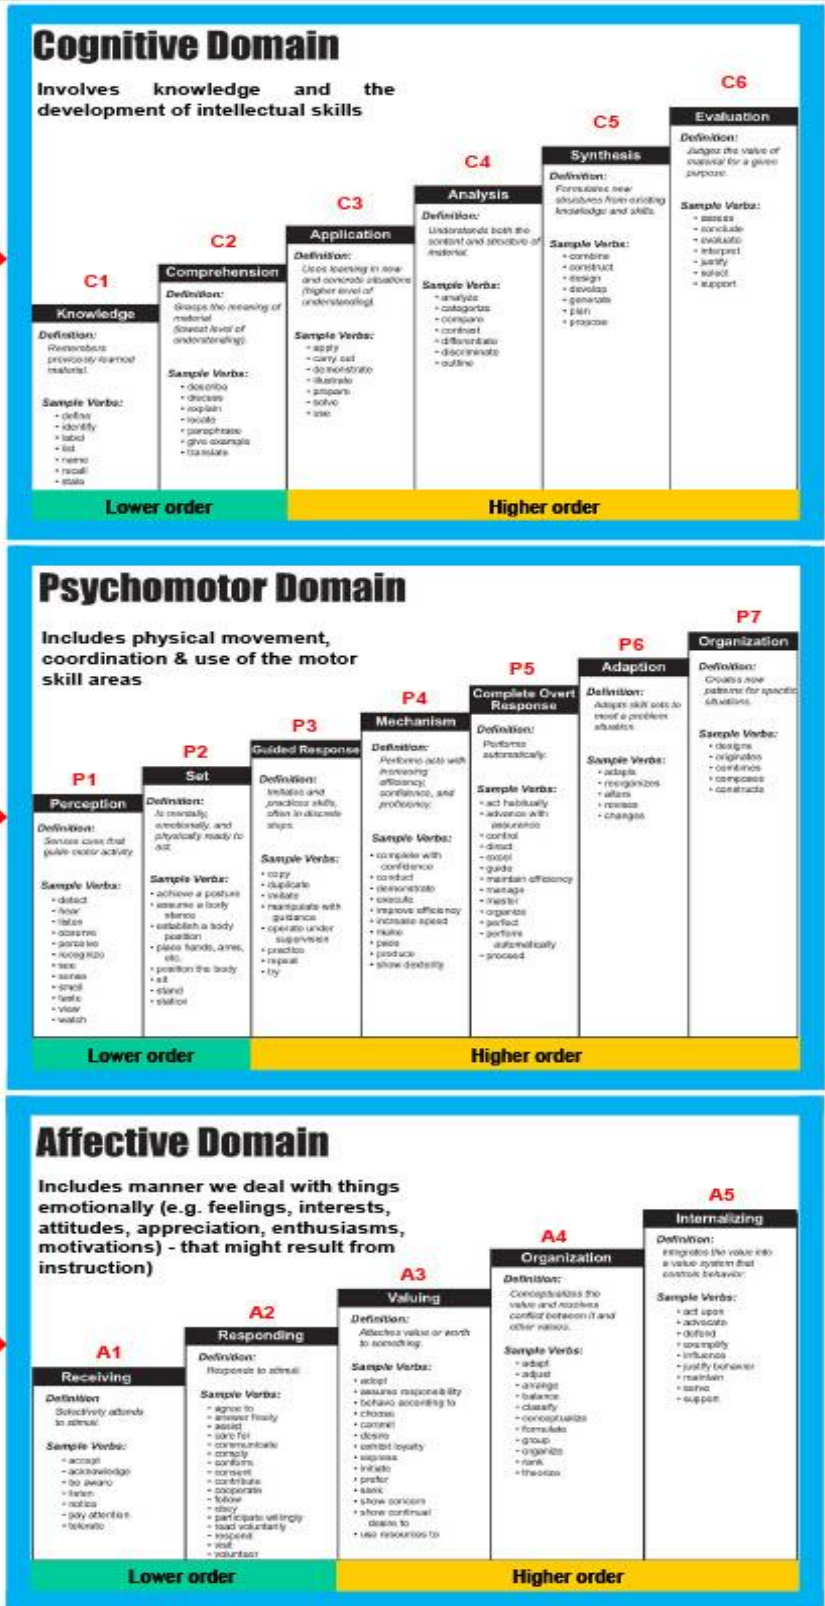 Cognitive Domain
Involves knowledge and the
development of intellectual skills
C1
Knowledge
Definition:
Remembers
previously learned
material.
Sample Verbs:
• define
• identify
• label
• list
• name
• recall
• state
C2
Comprehension
Definition:
Grasps the meaning of
material
(lowest level of
understanding).
Sample Verbs:
• describe
• discuss
• explain
• locate
• paraphrase
• give example
• translate
C3
Application
Definition:
Uses learning in new
and concrete situations
(higher level of
understanding).
Sample Verbs:
• apply
• carry out
• demonstrate
• illustrate
• prepare
• solve
• use
C4
Analysis
Definition:
Understands both the
content and structure of
material.
Sample Verbs:
• analyze
• categorize
• compare
• contrast
• differentiate
• discriminate
• outline
C5
Synthesis
Definition:
Formulates new
structures from existing
knowledge and skills.
Sample Verbs:
• combine
• construct
• design
• develop
• generate
• plan
• propose
C6
Evaluation
Definition:
Judges the value of
material for a given
purpose.
Sample Verbs:
• assess
• conclude
• evaluate
• interpret
• justify
• select
• support
Lower order
Higher order
Psychomotor Domain
Includes physical movement,
coordination & use of the motor
skill areas
P1
Perception
Definition:
Senses cues that
guide motor activity.
Sample Verbs:
• detect
• hear
• listen
• observe
• perceive
• recognize
• see
• sense
• smell
• taste
• view
• watch
P2
Set
Definition:
Is mentally,
emotionally, and
physically ready to
act.
Sample Verbs:
• achieve a posture
• assume a body
stance
• establish a body
position
• place hands, arms,
etc.
• position the body
• sit
• stand
• station
P3
Guided Response
Definition:
Imitates and
practices skills,
often in discrete
steps.
Sample Verbs:
• copy
• duplicate
• imitate
• manipulate with
guidance
• operate under
supervision
• practice
• repeat
• try
P4
Mechanism
Definition:
Performs acts with
increasing
efficiency,
confidence, and
proficiency.
Sample Verbs:
• complete with
confidence
• conduct
• demonstrate
• execute
• improve efficiency
• increase speed
• make
• pace
• produce
• show dexterity
P5
Complete Overt
Response
Definition:
Performs
automatically.
Sample Verbs:
• act habitually
• advance with
assurance
• control
• direct
• excel
• guide
• maintain efficiency
• manage
• master
• organize
• perfect
• perform
automatically
• proceed
P6
Adaption
Definition:
Adapts skill sets to
meet a problem
situation.
Sample Verbs:
• adapts
• reorganizes
• alters
• revises
• changes
P7
Organization
Definition:
Creates new
patterns for specific
situations.
Sample Verbs:
• designs
• originates
• combines
• composes
• constructs
Lower order
Higher order
Affective Domain
Includes manner we deal with things
emotionally (e.g. feelings, interests,
attitudes, appreciation, enthusiasms,
motivations) - that might result from
instruction)
A1
Receiving
Definition
Selectively attends
to stimuli.
Sample Verbs:
• accept
• acknowledge
• be aware
• listen
• notice
• pay attention
• tolerate
A2
Responding
Definition:
Responds to stimuli.
Sample Verbs:
• agree to
• answer freely
• assist
• care for
• communicate
• comply
• conform
• consent
• contribute
• cooperate
• follow
• obey
• participate willingly
• read voluntarily
• respond
• visit
• volunteer
A3
Valuing
Definition:
Attaches value or worth
to something.
Sample Verbs:
• adopt
• assume responsibility
• behave according to
• choose
• commit
• desire
• exhibit loyalty
• express
• initiate
• prefer
• seek
• show concern
• show continual
desire to
• use resources to
A4
Organization
Definition:
Conceptualizes the
value and resolves
conflict between it and
other values.
Sample Verbs:
• adapt
• adjust
• arrange
• balance
• classify
• conceptualize
• formulate
• group
• organize
• rank
• theorize
A5
Internalizing
Definition:
Integrates the value into
a value system that
controls behavior.
Sample Verbs:
• act upon
• advocate
• defend
• exemplify
• influence
• justify behavior
• maintain
• serve
• support
Lower order
Higher order